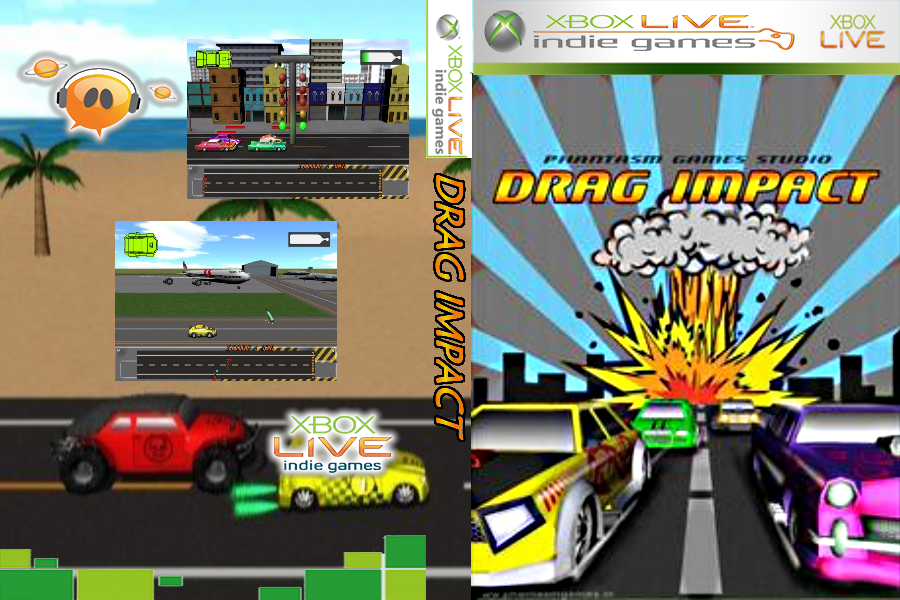 XBOX LIVE
indie games
XBOX LIVE
indie games
DRAG IMPACT
XBOX LIVE
indie games
XBOX
LIVE
PHANTASM GAMES STUDIO
DRAG IMPACT